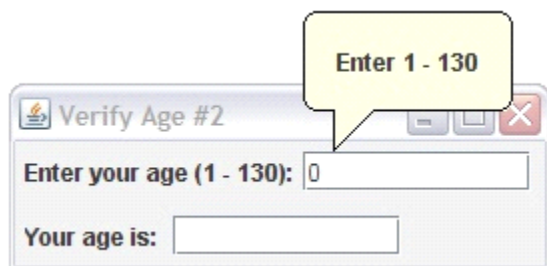 Enter 1 - 130
Verify Age #2
Enter your age (1 - 130): 0
Your age is: